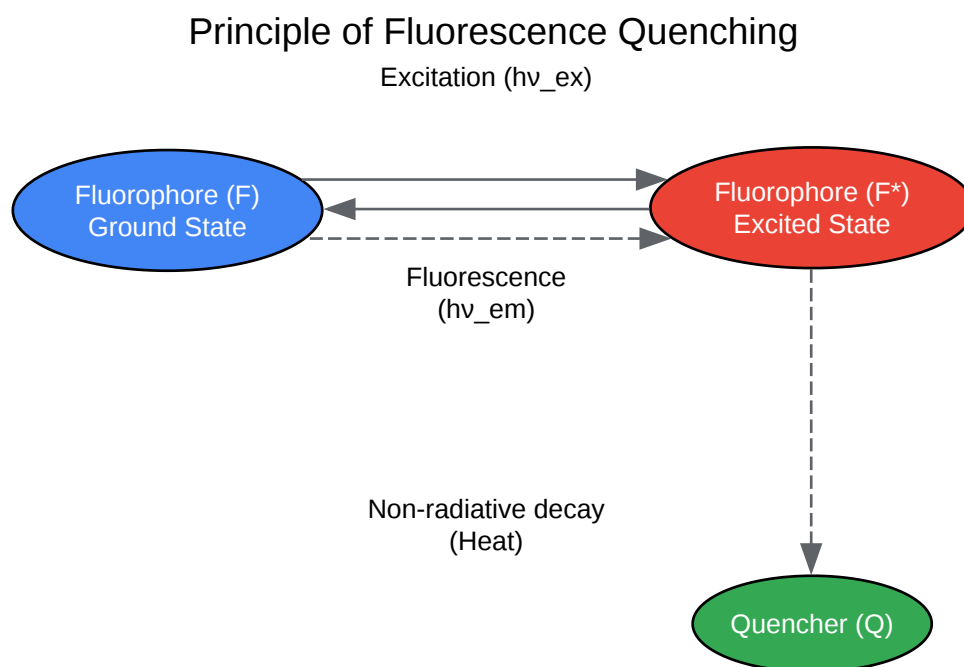 Principle of Fluorescence Quenching
Excitation (hν_ex)
Fluorophore (F)
Ground State
Fluorophore (F*)
Excited State
Fluorescence
(hν_em)
Non-radiative decay
(Heat)
Quencher (Q)